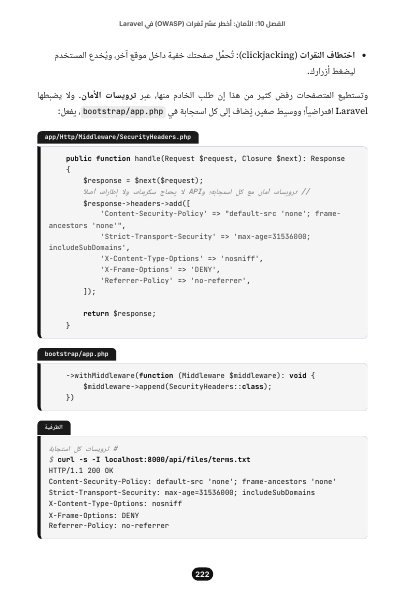 الفصل 10: الأمان: أخطر عشر ثغرات (OWASP) في Laravel
• اختطاف النقرات (clickjacking): تُحمَّل صفحتك خفية داخل موقع آخر، ويُخدع المستخدم
ليضغط أزرارك.
وتستطيع المتصفحات رفض كثير من هذا إن طلب الخادم منها، عبر ترويسات الأمان. ولا يضبطها
Laravel افتراضياً؛ ووسيط صغير يُضاف إلى كل استجابة في bootstrap/app.php، يفعل:
app/Http/Middleware/SecurityHeaders.php
public function handle(Request $request, Closure $next): Response
{
$response = $next($request);
// ترويسات أمان مع كل استجابة؛ وAPI لا يحتاج سكربتات ولا إطارات أصلاً
$response->headers->add([
'Content-Security-Policy' => "default-src 'none'; frame-
ancestors 'none'",
'Strict-Transport-Security' => 'max-age=31536000;
includeSubDomains',
'X-Content-Type-Options' => 'nosniff',
'X-Frame-Options' => 'DENY',
'Referrer-Policy' => 'no-referrer',
]);
return $response;
}
bootstrap/app.php
->withMiddleware(function (Middleware $middleware): void {
$middleware->append(SecurityHeaders::class);
})
الطرفية
# ترويسات كل استجابة
$ curl -s -I localhost:8000/api/files/terms.txt
HTTP/1.1 200 OK
Content-Security-Policy: default-src 'none'; frame-ancestors 'none'
Strict-Transport-Security: max-age=31536000; includeSubDomains
X-Content-Type-Options: nosniff
X-Frame-Options: DENY
Referrer-Policy: no-referrer
222